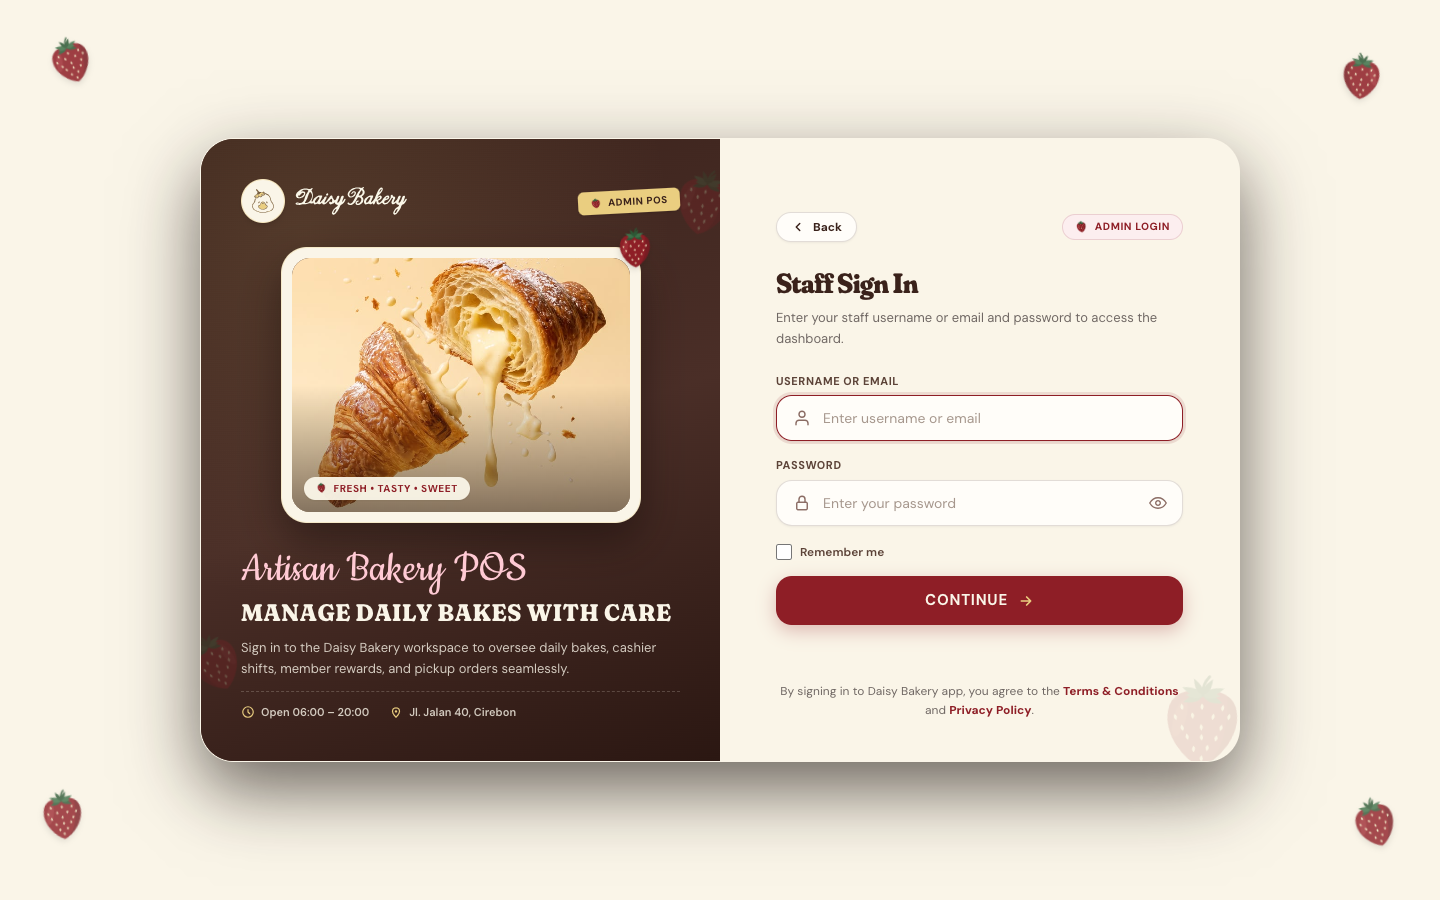 Daisy Bakery
ADMIN POS
FRESH • TASTY • SWEET
Artisan Bakery POS
MANAGE DAILY BAKES WITH CARE
Sign in to the Daisy Bakery workspace to oversee daily bakes, cashier
shifts, member rewards, and pickup orders seamlessly.
Open 06:00 – 20:00
Jl. Jalan 40, Cirebon
Back
ADMIN LOGIN
Staff Sign In
Enter your staff username or email and password to access the
dashboard.
USERNAME OR EMAIL
Enter username or email
PASSWORD
Enter your password
Remember me
CONTINUE →
By signing in to Daisy Bakery app, you agree to the Terms & Conditions
and Privacy Policy.